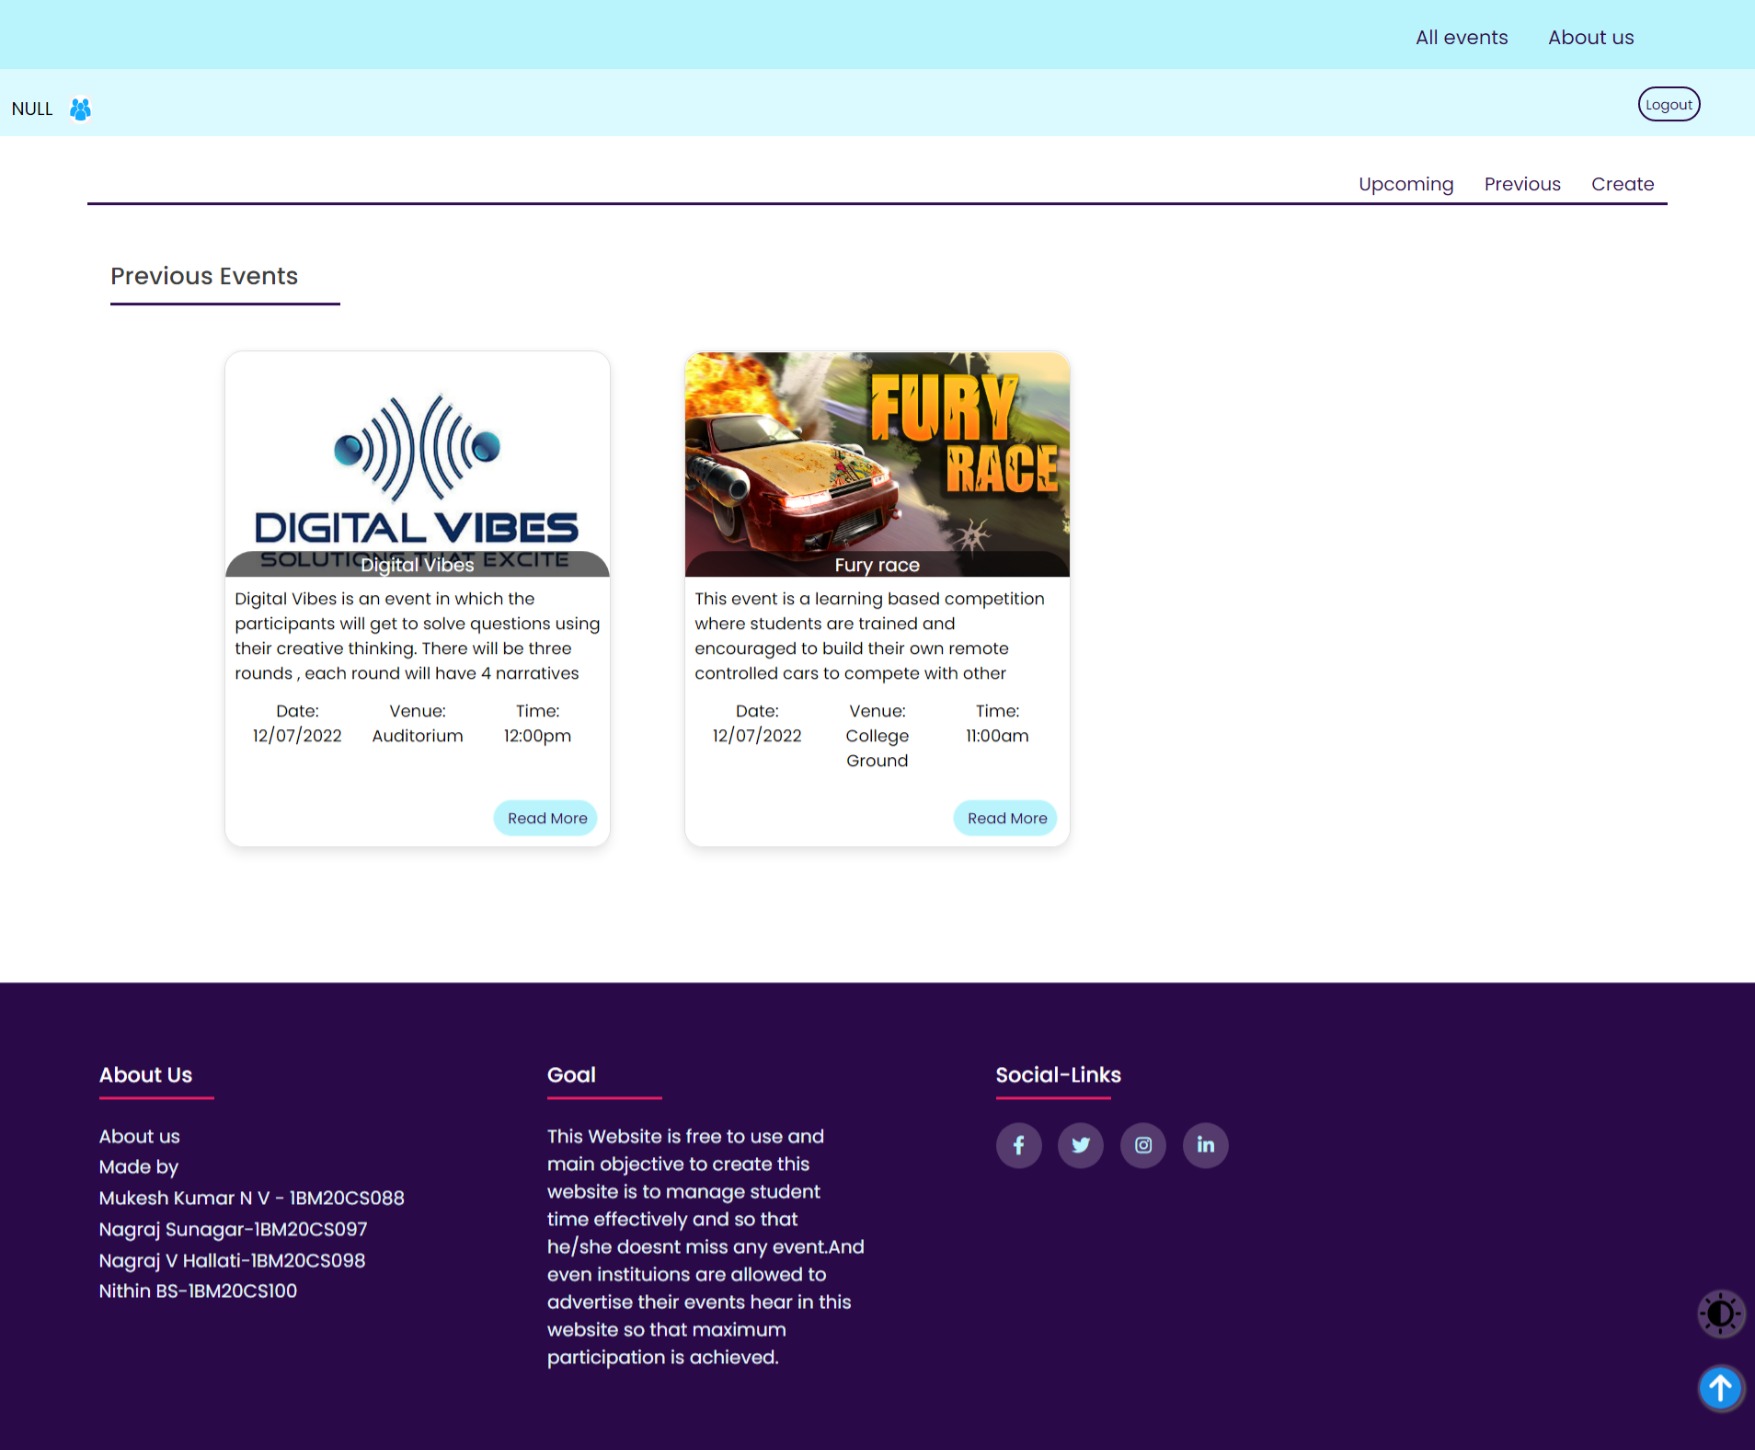 All events About us
NULL
Logout
Upcoming Previous Create
Previous Events
DIGITAL VIBES
SOLUTIONS THAT EXCITE
Digital Vibes
Digital Vibes is an event in which the
participants will get to solve questions using
their creative thinking. There will be three
rounds , each round will have 4 narratives
Date: Venue: Time:
12/07/2022 Auditorium 12:00pm
Read More
FURY
RACE
Fury race
This event is a learning based competition
where students are trained and
encouraged to build their own remote
controlled cars to compete with other
Date: Venue: Time:
12/07/2022 College 11:00am
Ground
Read More
About Us
About us
Made by
Mukesh Kumar N V - 1BM20CS088
Nagraj Sunagar-1BM20CS097
Nagraj V Hallati-1BM20CS098
Nithin BS-1BM20CS100
Goal
This Website is free to use and
main objective to create this
website is to manage student
time effectively and so that
he/she doesnt miss any event.And
even instituions are allowed to
advertise their events hear in this
website so that maximum
participation is achieved.
Social-Links